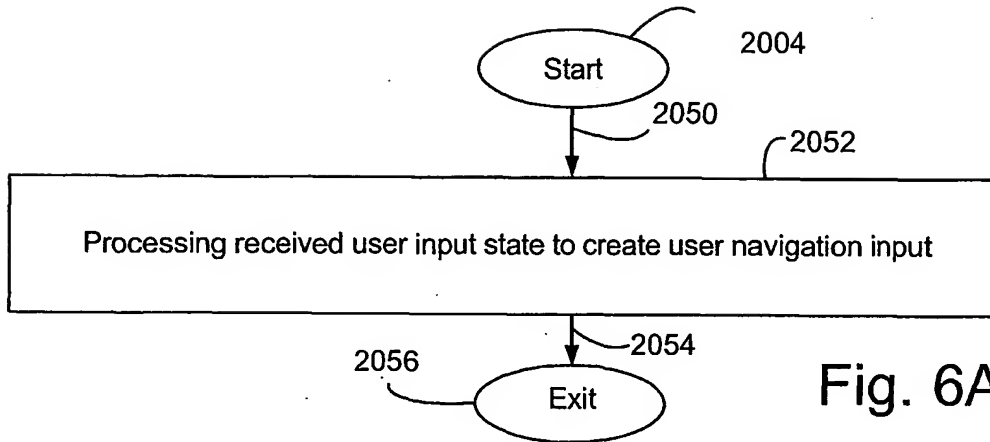 2004
Start
2050
2052
Processing received user input state to create user navigation input
2054
2056
Exit
Fig. 6A